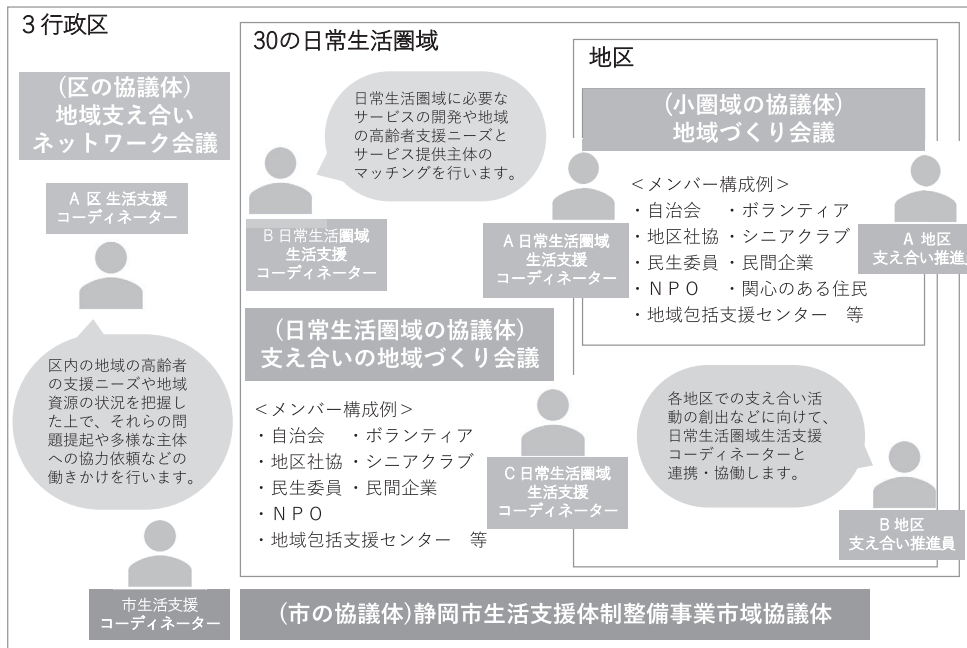 3行政区
(区の協議体)
地域支え合い
ネットワーク会議
A 区 生活支援
コーディネーター
区内の地域の高齢者
の支援ニーズや地域
資源の状況を把握し
た上で、それらの問
題提起や多様な主体
への協力依頼などの
働きかけを行います。
市生活支援
コーディネーター
30の日常生活圏域
日常生活圏域に必要な
サービスの開発や地域
の高齢者支援ニーズと
サービス提供主体の
マッチングを行います。
B 日常生活圏域
生活支援
コーディネーター
A 日常生活圏域
生活支援
コーディネーター
(日常生活圏域の協議体)
支え合いの地域づくり会議
<メンバー構成例>
・自治会 ・ボランティア
・地区社協 ・シニアクラブ
・民生委員 ・民間企業
・NPO
・地域包括支援センター 等
C 日常生活圏域
生活支援
コーディネーター
地区
(小圏域の協議体)
地域づくり会議
<メンバー構成例>
・自治会 ・ボランティア
・地区社協 ・シニアクラブ
・民生委員 ・民間企業
・NPO ・関心のある住民
・地域包括支援センター 等
A 地区
支え合い推進
各地区での支え合い活
動の創出などに向けて、
日常生活圏域生活支援
コーディネーターと
連携・協働します。
B 地区
支え合い推進員
(市の協議体)静岡市生活支援体制整備事業市域協議体